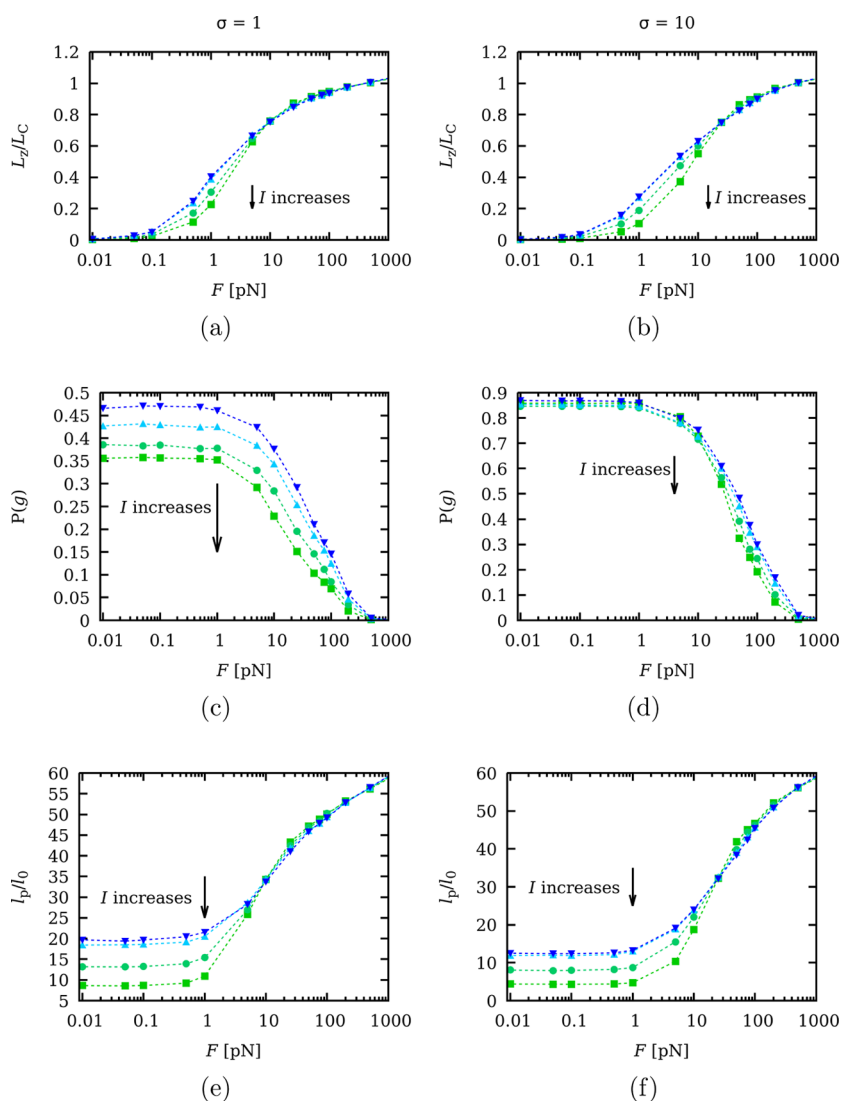 σ = 1
σ = 10
1.2
1
0.8
0.6
0.4
0.2
0
L_z/L_C
I increases
0.01 0.1 1 10 100 1000
F [pN]
(a)
1.2
1
0.8
0.6
0.4
0.2
0
L_z/L_C
I increases
0.01 0.1 1 10 100 1000
F [pN]
(b)
0.5
0.45
0.4
0.35
0.3
0.25
0.2
0.15
0.1
0.05
0
P(g)
I increases
0.01 0.1 1 10 100 1000
F [pN]
(c)
0.9
0.8
0.7
0.6
0.5
0.4
0.3
0.2
0.1
0
P(g)
I increases
0.01 0.1 1 10 100 1000
F [pN]
(d)
60
55
50
45
40
35
30
25
20
15
10
5
l_p/l_0
I increases
0.01 0.1 1 10 100 1000
F [pN]
(e)
60
50
40
30
20
10
0
l_p/l_0
I increases
0.01 0.1 1 10 100 1000
F [pN]
(f)